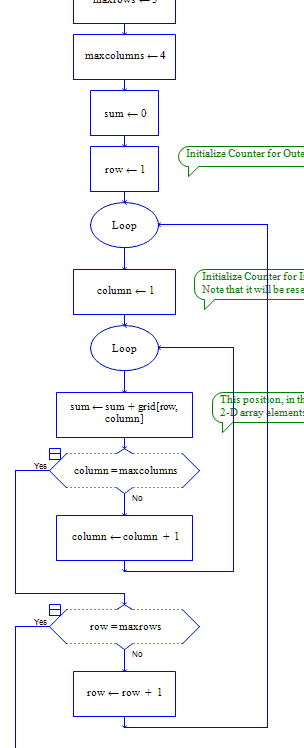 maxcolumns ← 4
sum ← 0
row ← 1
Initialize Counter for Oute
Loop
Initialize Counter for I
Note that it will be rese
column ← 1
Loop
This position, in th
2-D array elements
sum ← sum + grid[row,
column]
Yes
column = maxcolumns
No
column ← column + 1
Yes
row = maxrows
No
row ← row + 1